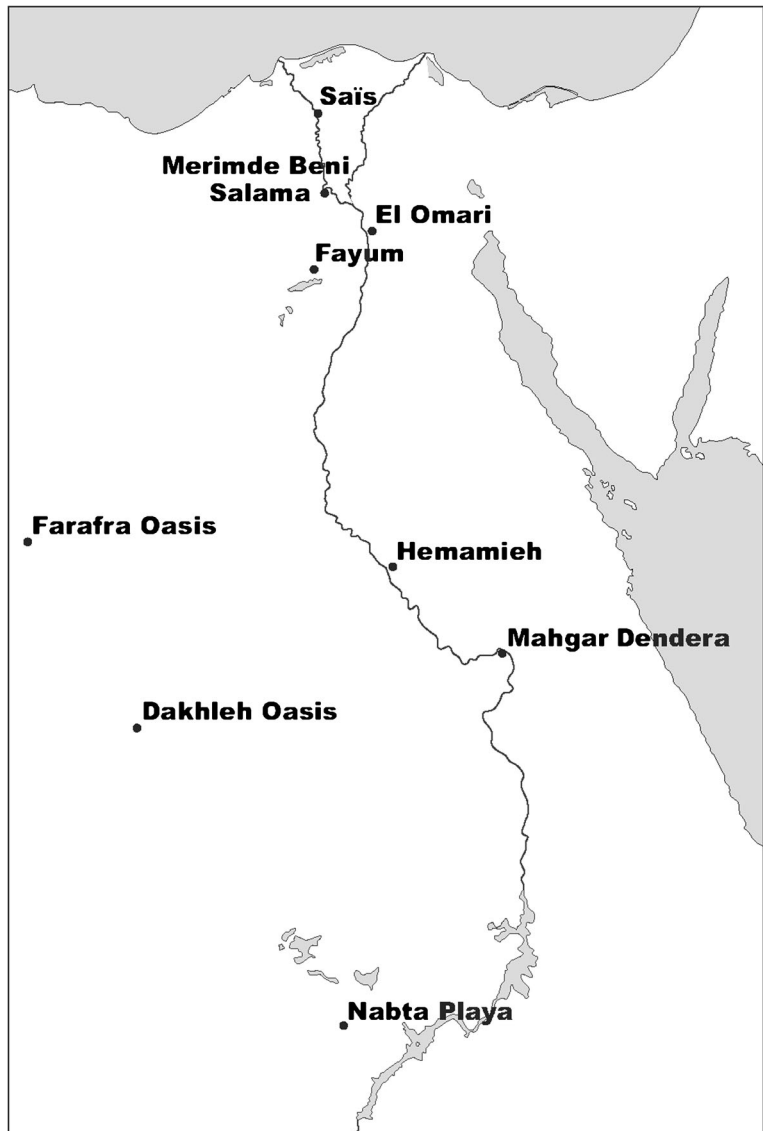 Saïs
Merimde Beni
Salama
El Omari
Fayum
Farafra Oasis
Hemamieh
Mahgar Dendera
Dakhleh Oasis
Nabta Playa